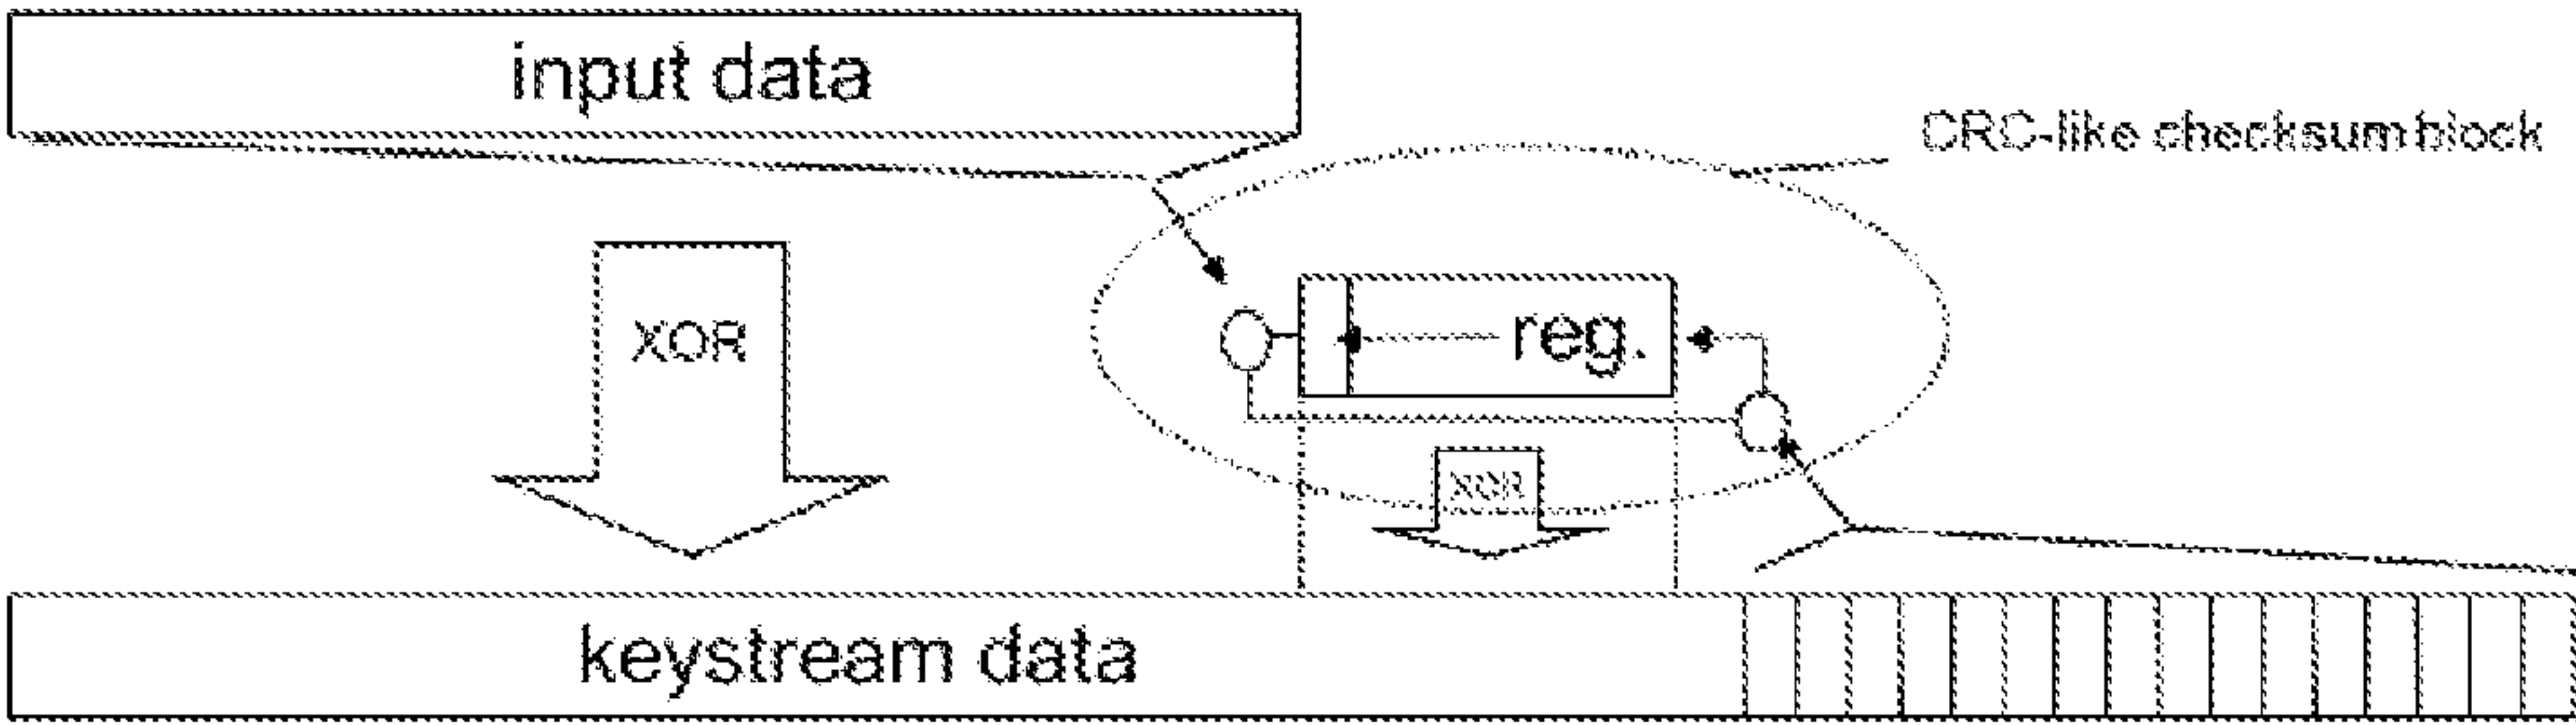 input data
CRC-like checksum block
XOR
reg.
XOR
keystream data